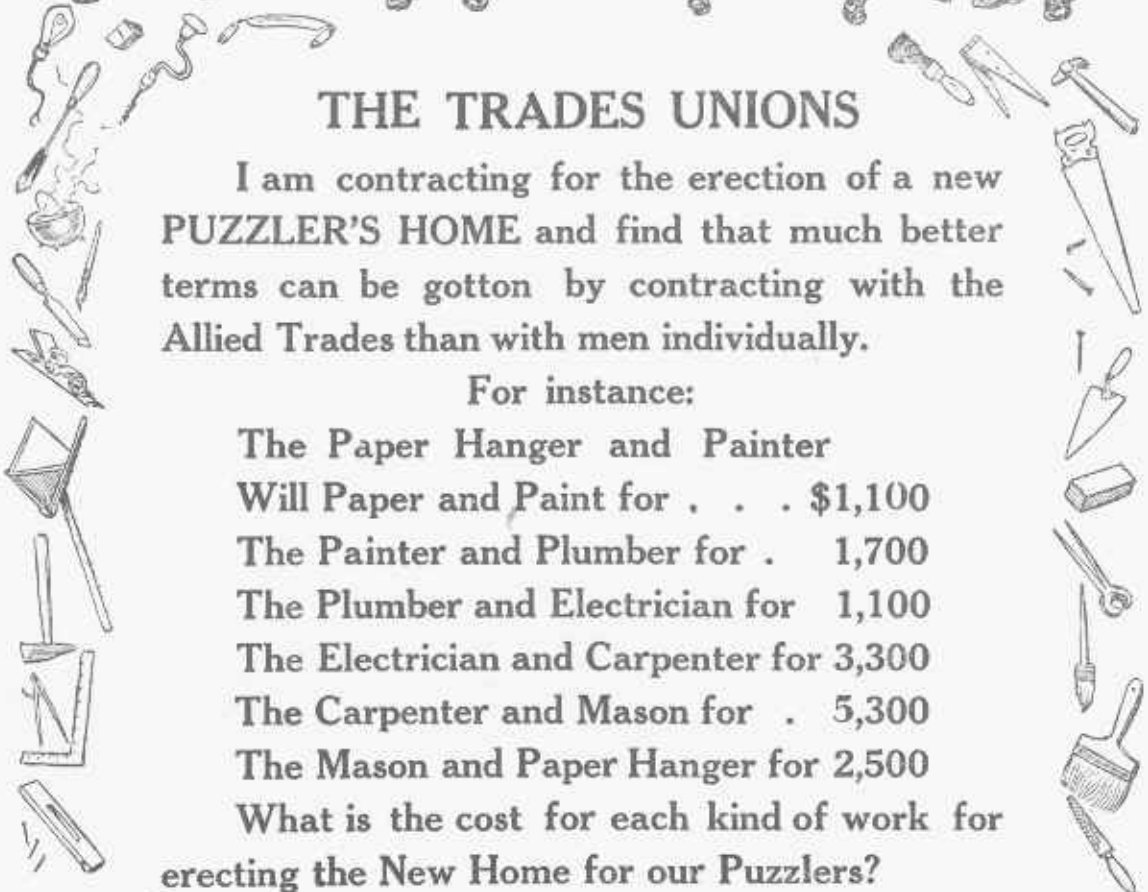 THE TRADES UNIONS
I am contracting for the erection of a new
PUZZLER'S HOME and find that much better
terms can be gotton by contracting with the
Allied Trades than with men individually.
For instance:
The Paper Hanger and Painter
Will Paper and Paint for . . . $1,100
The Painter and Plumber for . 1,700
The Plumber and Electrician for 1,100
The Electrician and Carpenter for 3,300
The Carpenter and Mason for . 5,300
The Mason and Paper Hanger for 2,500
What is the cost for each kind of work for
erecting the New Home for our Puzzlers?